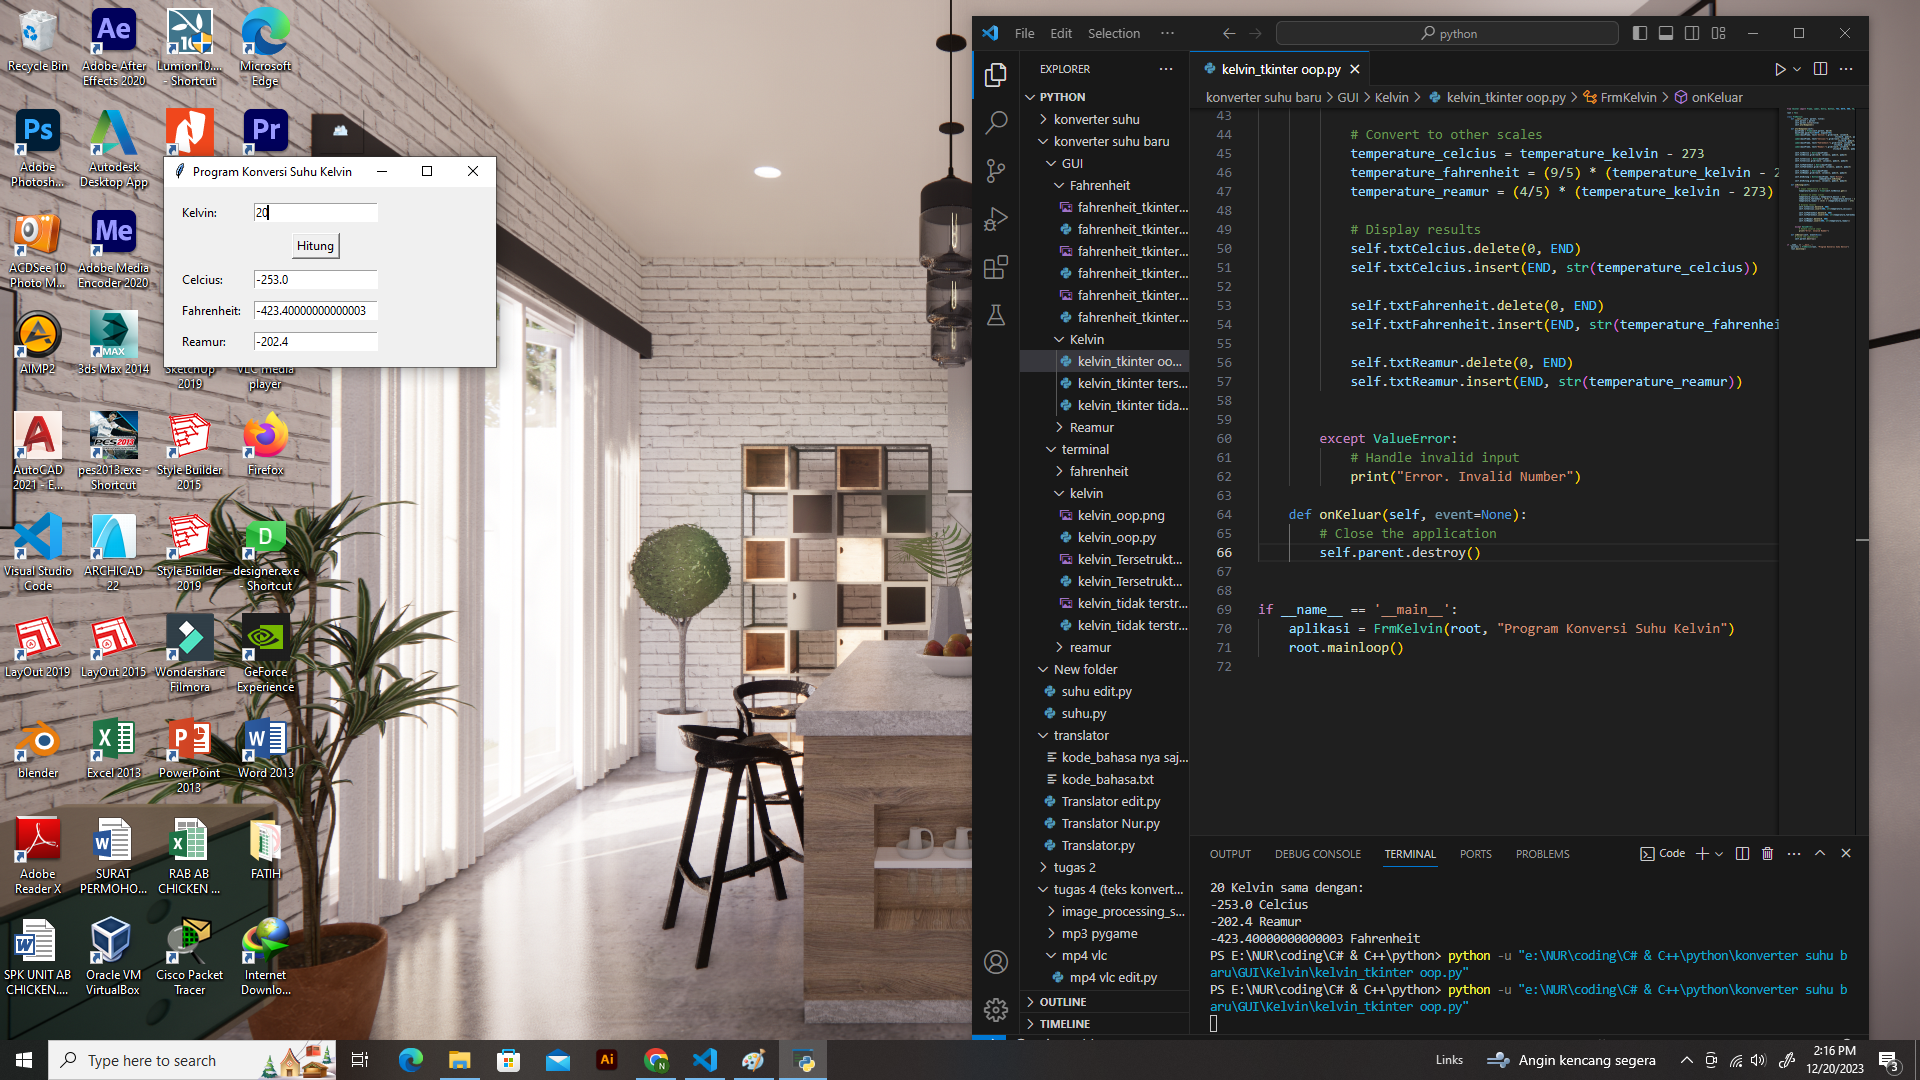 Recycle Bin
Adobe After
Effects 2020
Lumion10....
- Shortcut
Microsoft
Edge
Adobe
Photosh...
Autodesk
Desktop App
ACDSee 10
Photo M...
Adobe Media
Encoder 2020
AIMP2
3ds Max 2014
SketchUp
2019
VLC media
player
AutoCAD
2021 - E...
pes2013.exe -
Shortcut
Style Builder
2015
Firefox
Visual Studio
Code
ARCHICAD
22
Style Builder
2019
designer.exe
- Shortcut
LayOut 2019
LayOut 2015
Wondershare
Filmora
GeForce
Experience
blender
Excel 2013
PowerPoint
2013
Word 2013
Adobe
Reader X
SURAT
PERMOHO...
RAB AB
CHICKEN ...
FATIH
SPK UNIT AB
CHICKEN....
Oracle VM
VirtualBox
Cisco Packet
Tracer
Internet
Downlo...
Program Konversi Suhu Kelvin
Kelvin: 20
Hitung
Celcius: -253.0
Fahrenheit: -423.40000000000003
Reamur: -202.4
File Edit Selection ...
python
EXPLORER
PYTHON
konverter suhu
konverter suhu baru
GUI
Fahrenheit
fahrenheit_tkinter...
fahrenheit_tkinter...
fahrenheit_tkinter...
fahrenheit_tkinter...
fahrenheit_tkinter...
fahrenheit_tkinter...
Kelvin
kelvin_tkinter oo...
kelvin_tkinter ters...
kelvin_tkinter tida...
Reamur
terminal
fahrenheit
kelvin
kelvin_oop.png
kelvin_oop.py
kelvin_Tersetrukt...
kelvin_Tersetrukt...
kelvin_tidak terstr...
kelvin_tidak terstr...
reamur
New folder
suhu edit.py
suhu.py
translator
kode_bahasa nya saj...
kode_bahasa.txt
Translator edit.py
Translator Nur.py
Translator.py
tugas 2
tugas 4 (teks konvert...
image_processing_s...
mp3 pygame
mp4 vlc
mp4 vlc edit.py
OUTLINE
TIMELINE
kelvin_tkinter oop.py
konverter suhu baru > GUI > Kelvin > kelvin_tkinter oop.py > FrmKelvin > onKeluar
43
44 # Convert to other scales
45 temperature_celcius = temperature_kelvin - 273
46 temperature_fahrenheit = (9/5) * (temperature_kelvin - 2
47 temperature_reamur = (4/5) * (temperature_kelvin - 273)
48
49 # Display results
50 self.txtCelcius.delete(0, END)
51 self.txtCelcius.insert(END, str(temperature_celcius))
52
53 self.txtFahrenheit.delete(0, END)
54 self.txtFahrenheit.insert(END, str(temperature_fahrenhei
55
56 self.txtReamur.delete(0, END)
57 self.txtReamur.insert(END, str(temperature_reamur))
58
59
60 except ValueError:
61 # Handle invalid input
62 print("Error. Invalid Number")
63
64 def onKeluar(self, event=None):
65 # Close the application
66 self.parent.destroy()
67
68
69 if __name__ == '__main__':
70 aplikasi = FrmKelvin(root, "Program Konversi Suhu Kelvin")
71 root.mainloop()
72
OUTPUT DEBUG CONSOLE TERMINAL PORTS PROBLEMS
Code
20 Kelvin sama dengan:
-253.0 Celcius
-202.4 Reamur
-423.40000000000003 Fahrenheit
PS E:\NUR\coding\C# & C++\python> python -u "e:\NUR\coding\C# & C++\python\konverter suhu b
aru\GUI\Kelvin\kelvin_tkinter oop.py"
PS E:\NUR\coding\C# & C++\python> python -u "e:\NUR\coding\C# & C++\python\konverter suhu b
aru\GUI\Kelvin\kelvin_tkinter oop.py"
Type here to search
Links
Angin kencang segera
2:16 PM
12/20/2023
3